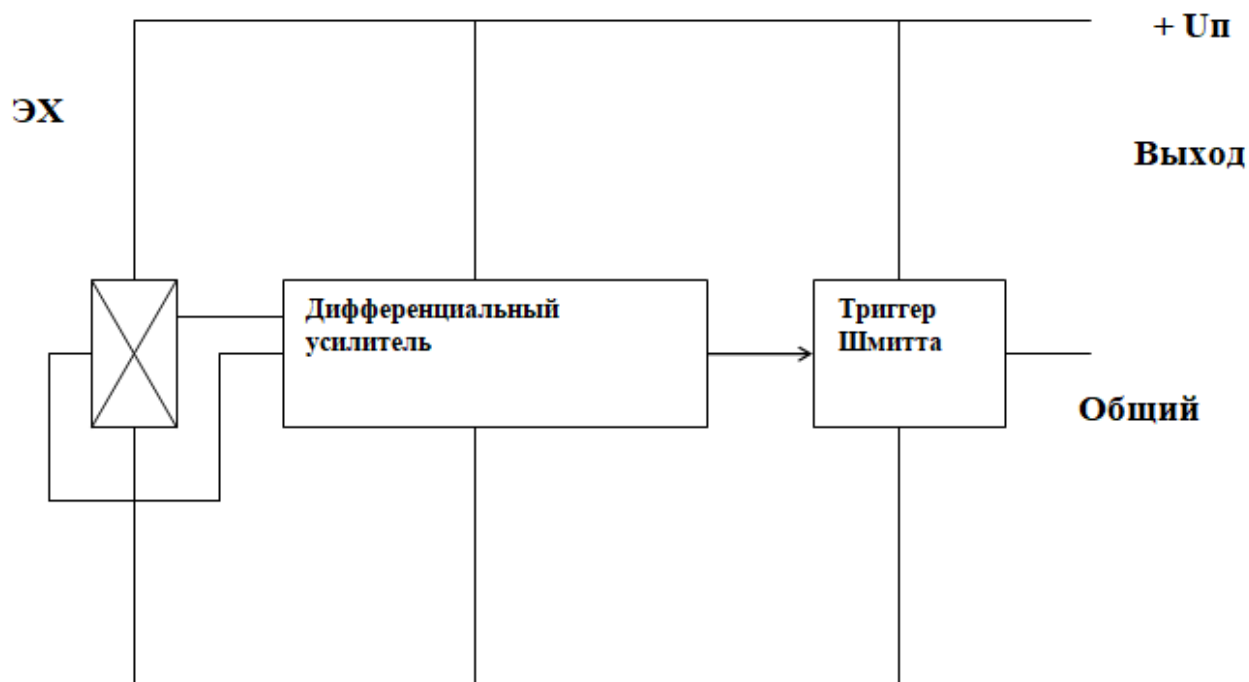 + Uп
ЭХ
Выход
Дифференциальный
усилитель
Триггер
Шмитта
Общий